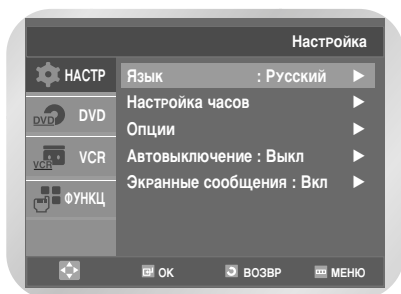 Настройка
НАСТР
Язык : Русский ►
DVD DVD
Настройка часов ►
Опции ►
VCR VCR
Автовыключение : Выкл ►
Экранные сообщения : Вкл ►
ФУНКЦ
ОК ВОЗВР МЕНЮ